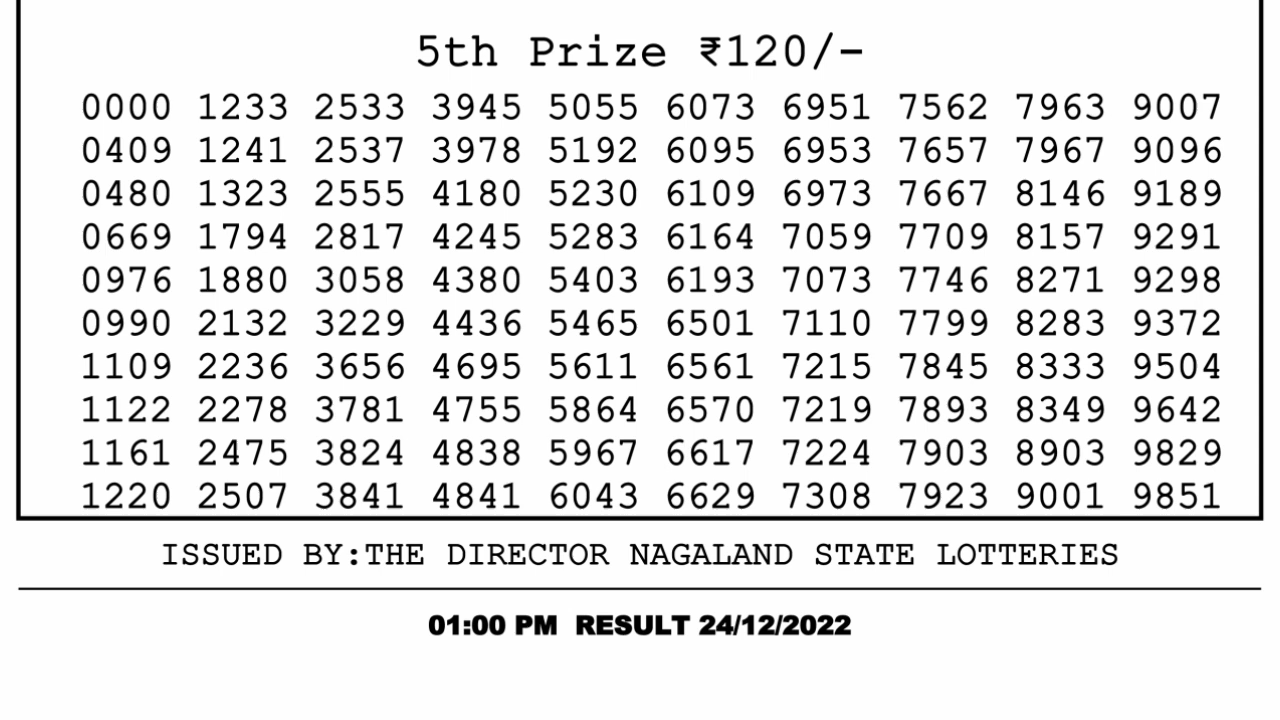 5th Prize ₹120/-
0000 1233 2533 3945 5055 6073 6951 7562 7963 9007
0409 1241 2537 3978 5192 6095 6953 7657 7967 9096
0480 1323 2555 4180 5230 6109 6973 7667 8146 9189
0669 1794 2817 4245 5283 6164 7059 7709 8157 9291
0976 1880 3058 4380 5403 6193 7073 7746 8271 9298
0990 2132 3229 4436 5465 6501 7110 7799 8283 9372
1109 2236 3656 4695 5611 6561 7215 7845 8333 9504
1122 2278 3781 4755 5864 6570 7219 7893 8349 9642
1161 2475 3824 4838 5967 6617 7224 7903 8903 9829
1220 2507 3841 4841 6043 6629 7308 7923 9001 9851
ISSUED BY:THE DIRECTOR NAGALAND STATE LOTTERIES
01:00 PM RESULT 24/12/2022